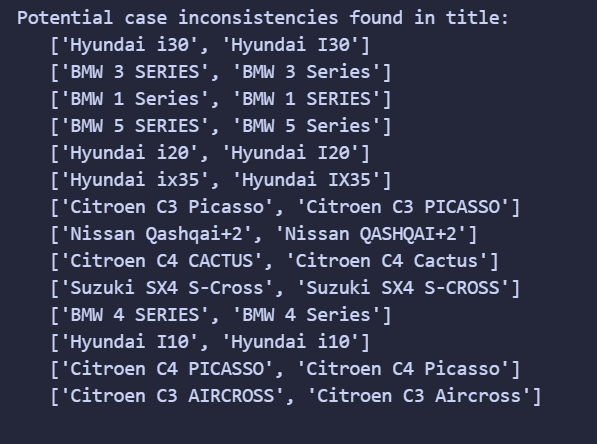 Potential case inconsistencies found in title:
['Hyundai i30', 'Hyundai I30']
['BMW 3 SERIES', 'BMW 3 Series']
['BMW 1 Series', 'BMW 1 SERIES']
['BMW 5 SERIES', 'BMW 5 Series']
['Hyundai i20', 'Hyundai I20']
['Hyundai ix35', 'Hyundai IX35']
['Citroen C3 Picasso', 'Citroen C3 PICASSO']
['Nissan Qashqai+2', 'Nissan QASHQAI+2']
['Citroen C4 CACTUS', 'Citroen C4 Cactus']
['Suzuki SX4 S-Cross', 'Suzuki SX4 S-CROSS']
['BMW 4 SERIES', 'BMW 4 Series']
['Hyundai I10', 'Hyundai i10']
['Citroen C4 PICASSO', 'Citroen C4 Picasso']
['Citroen C3 AIRCROSS', 'Citroen C3 Aircross']